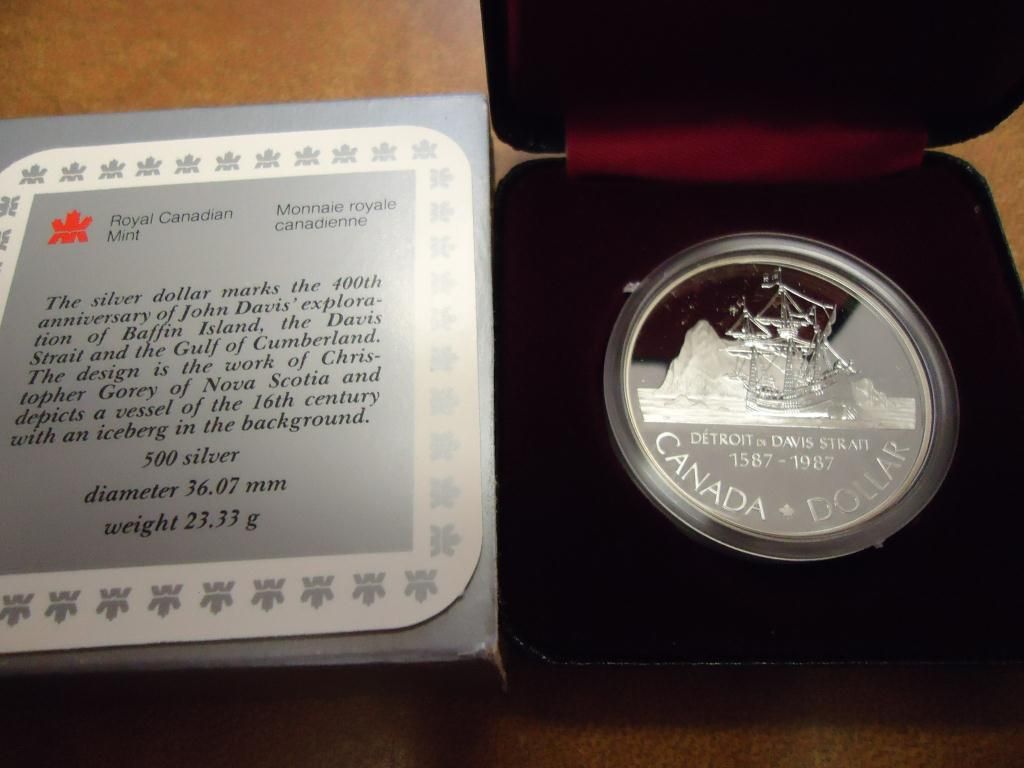 Royal Canadian
Mint
Monnaie royale
canadienne
The silver dollar marks the 400th
anniversary of John Davis' explora-
tion of Baffin Island, the Davis
Strait and the Gulf of Cumberland.
The design is the work of Chris-
topher Gorey of Nova Scotia and
depicts a vessel of the 16th century
with an iceberg in the background.
500 silver
diameter 36.07 mm
weight 23.33 g
DÉTROIT DE DAVIS STRAIT
1587-1987
CANADA DOLLAR